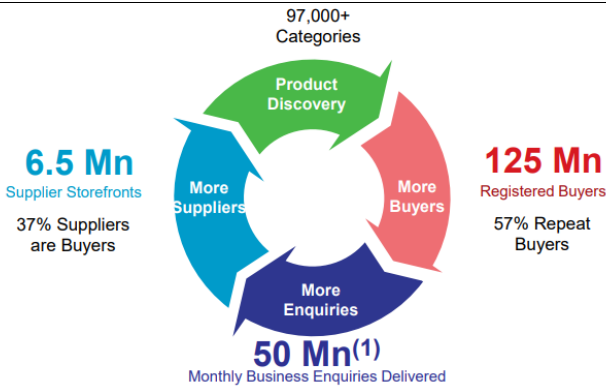 97,000+
Categories
Product
Discovery
6.5 Mn
Supplier Storefronts
37% Suppliers
are Buyers
More
Suppliers
More
Buyers
125 Mn
Registered Buyers
57% Repeat
Buyers
More
Enquiries
50 Mn(1)
Monthly Business Enquiries Delivered